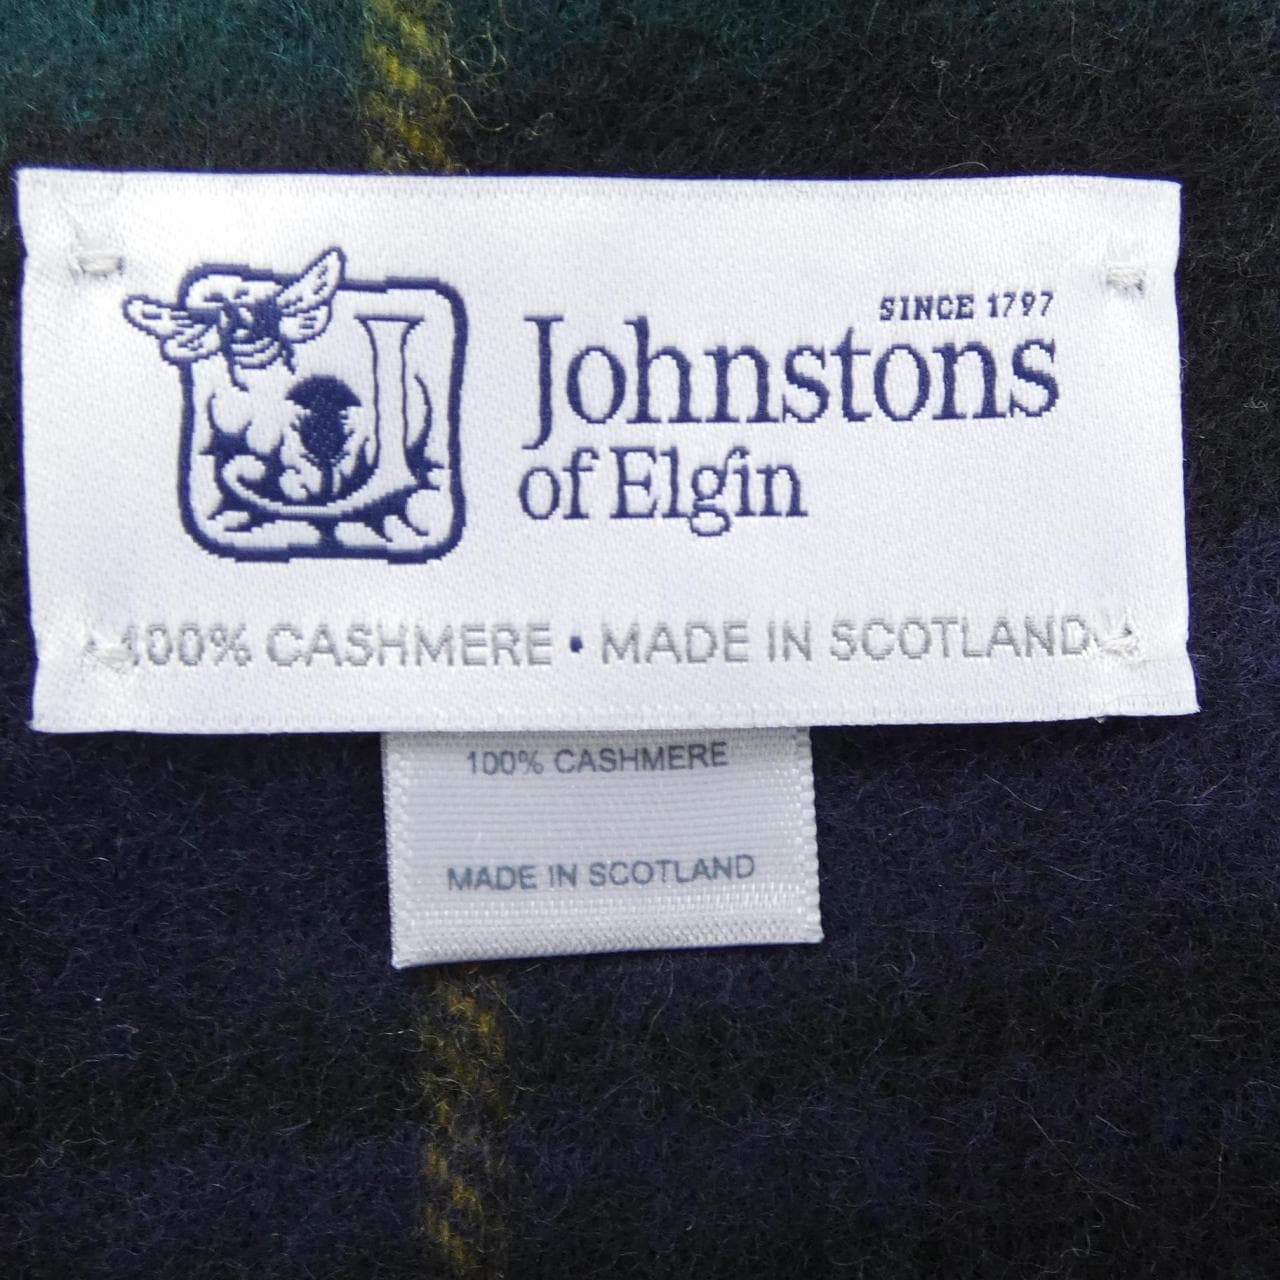 SINCE 1797
Johnstons
of Elgin
100% CASHMERE • MADE IN SCOTLAND
100% CASHMERE
MADE IN SCOTLAND